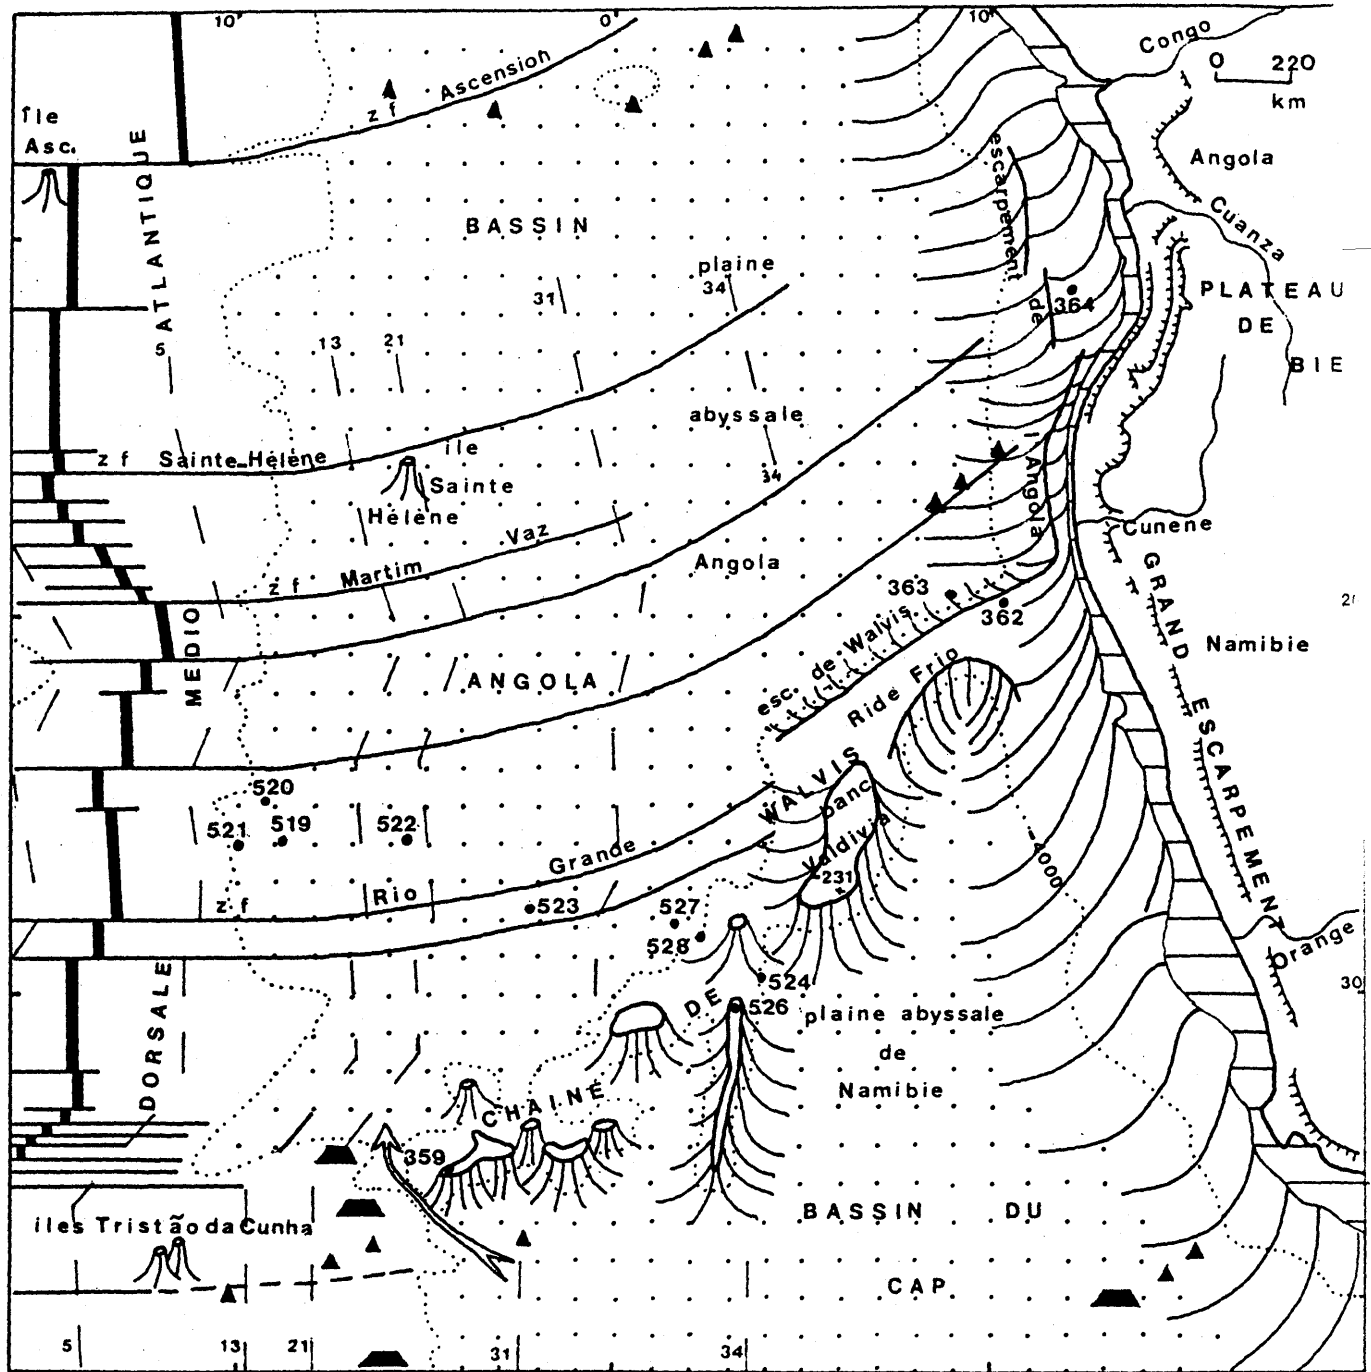 10°
0°
10°
Congo
0 220
km
Ascension
z f
île
Asc.
Angola
escarpement
de
l'Angola
Cuanza
ATLANTIQUE
BASSIN
plaine
34
31
364
PLATEAU
DE
BIE
5
13
21
abyssale
34
z f Sainte Hélène
île
Sainte
Hélène
Vaz
z f Martim
Angola
Cunene
GRAND ESCARPEMENT
363
362
Namibie
MEDIO
ANGOLA
esc. de Walvis
Ride Frio
WALVIS
banc
Valdivia
-231
520
521
519
522
-4000
Grande
Rio
z f
523
527
528
524
526
DE
Orange
30
plaine abyssale
de
Namibie
DORSALE
CHAINE
359
BASSIN DU
CAP
îles Tristão da Cunha
5
13
21
31
34